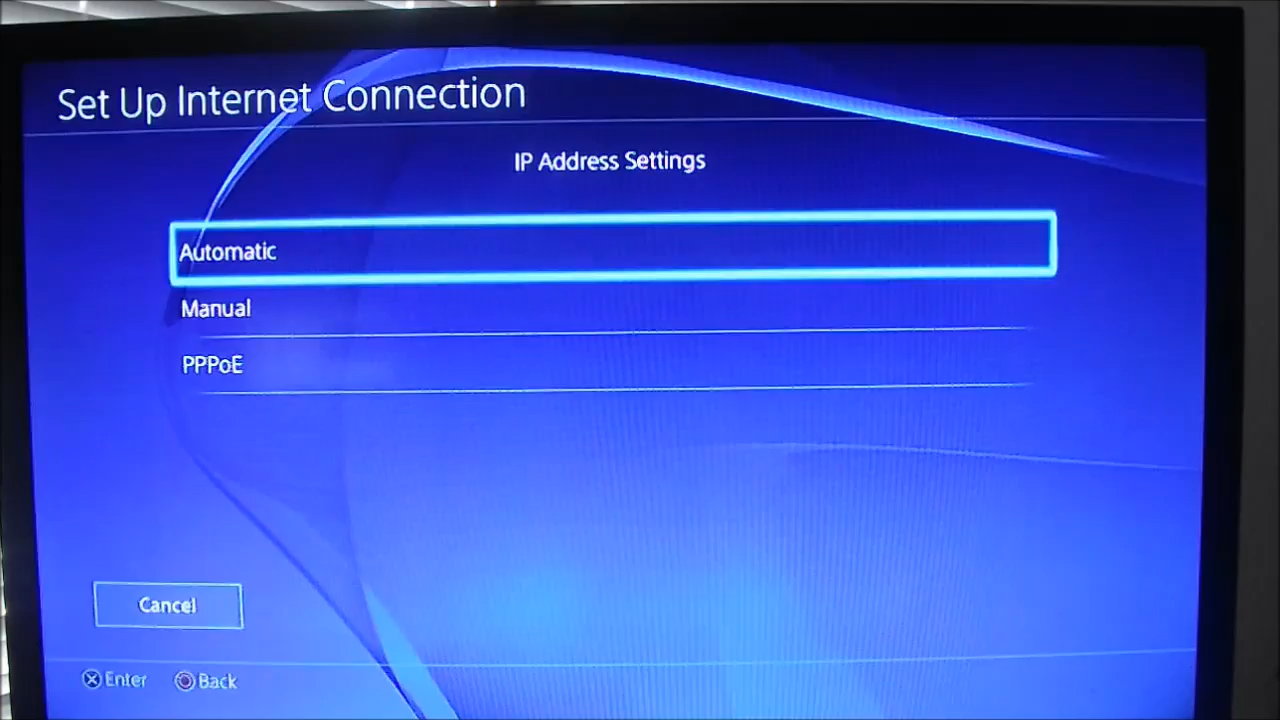 Set Up Internet Connection
IP Address Settings
Automatic
Manual
PPPoE
Cancel
Enter Back